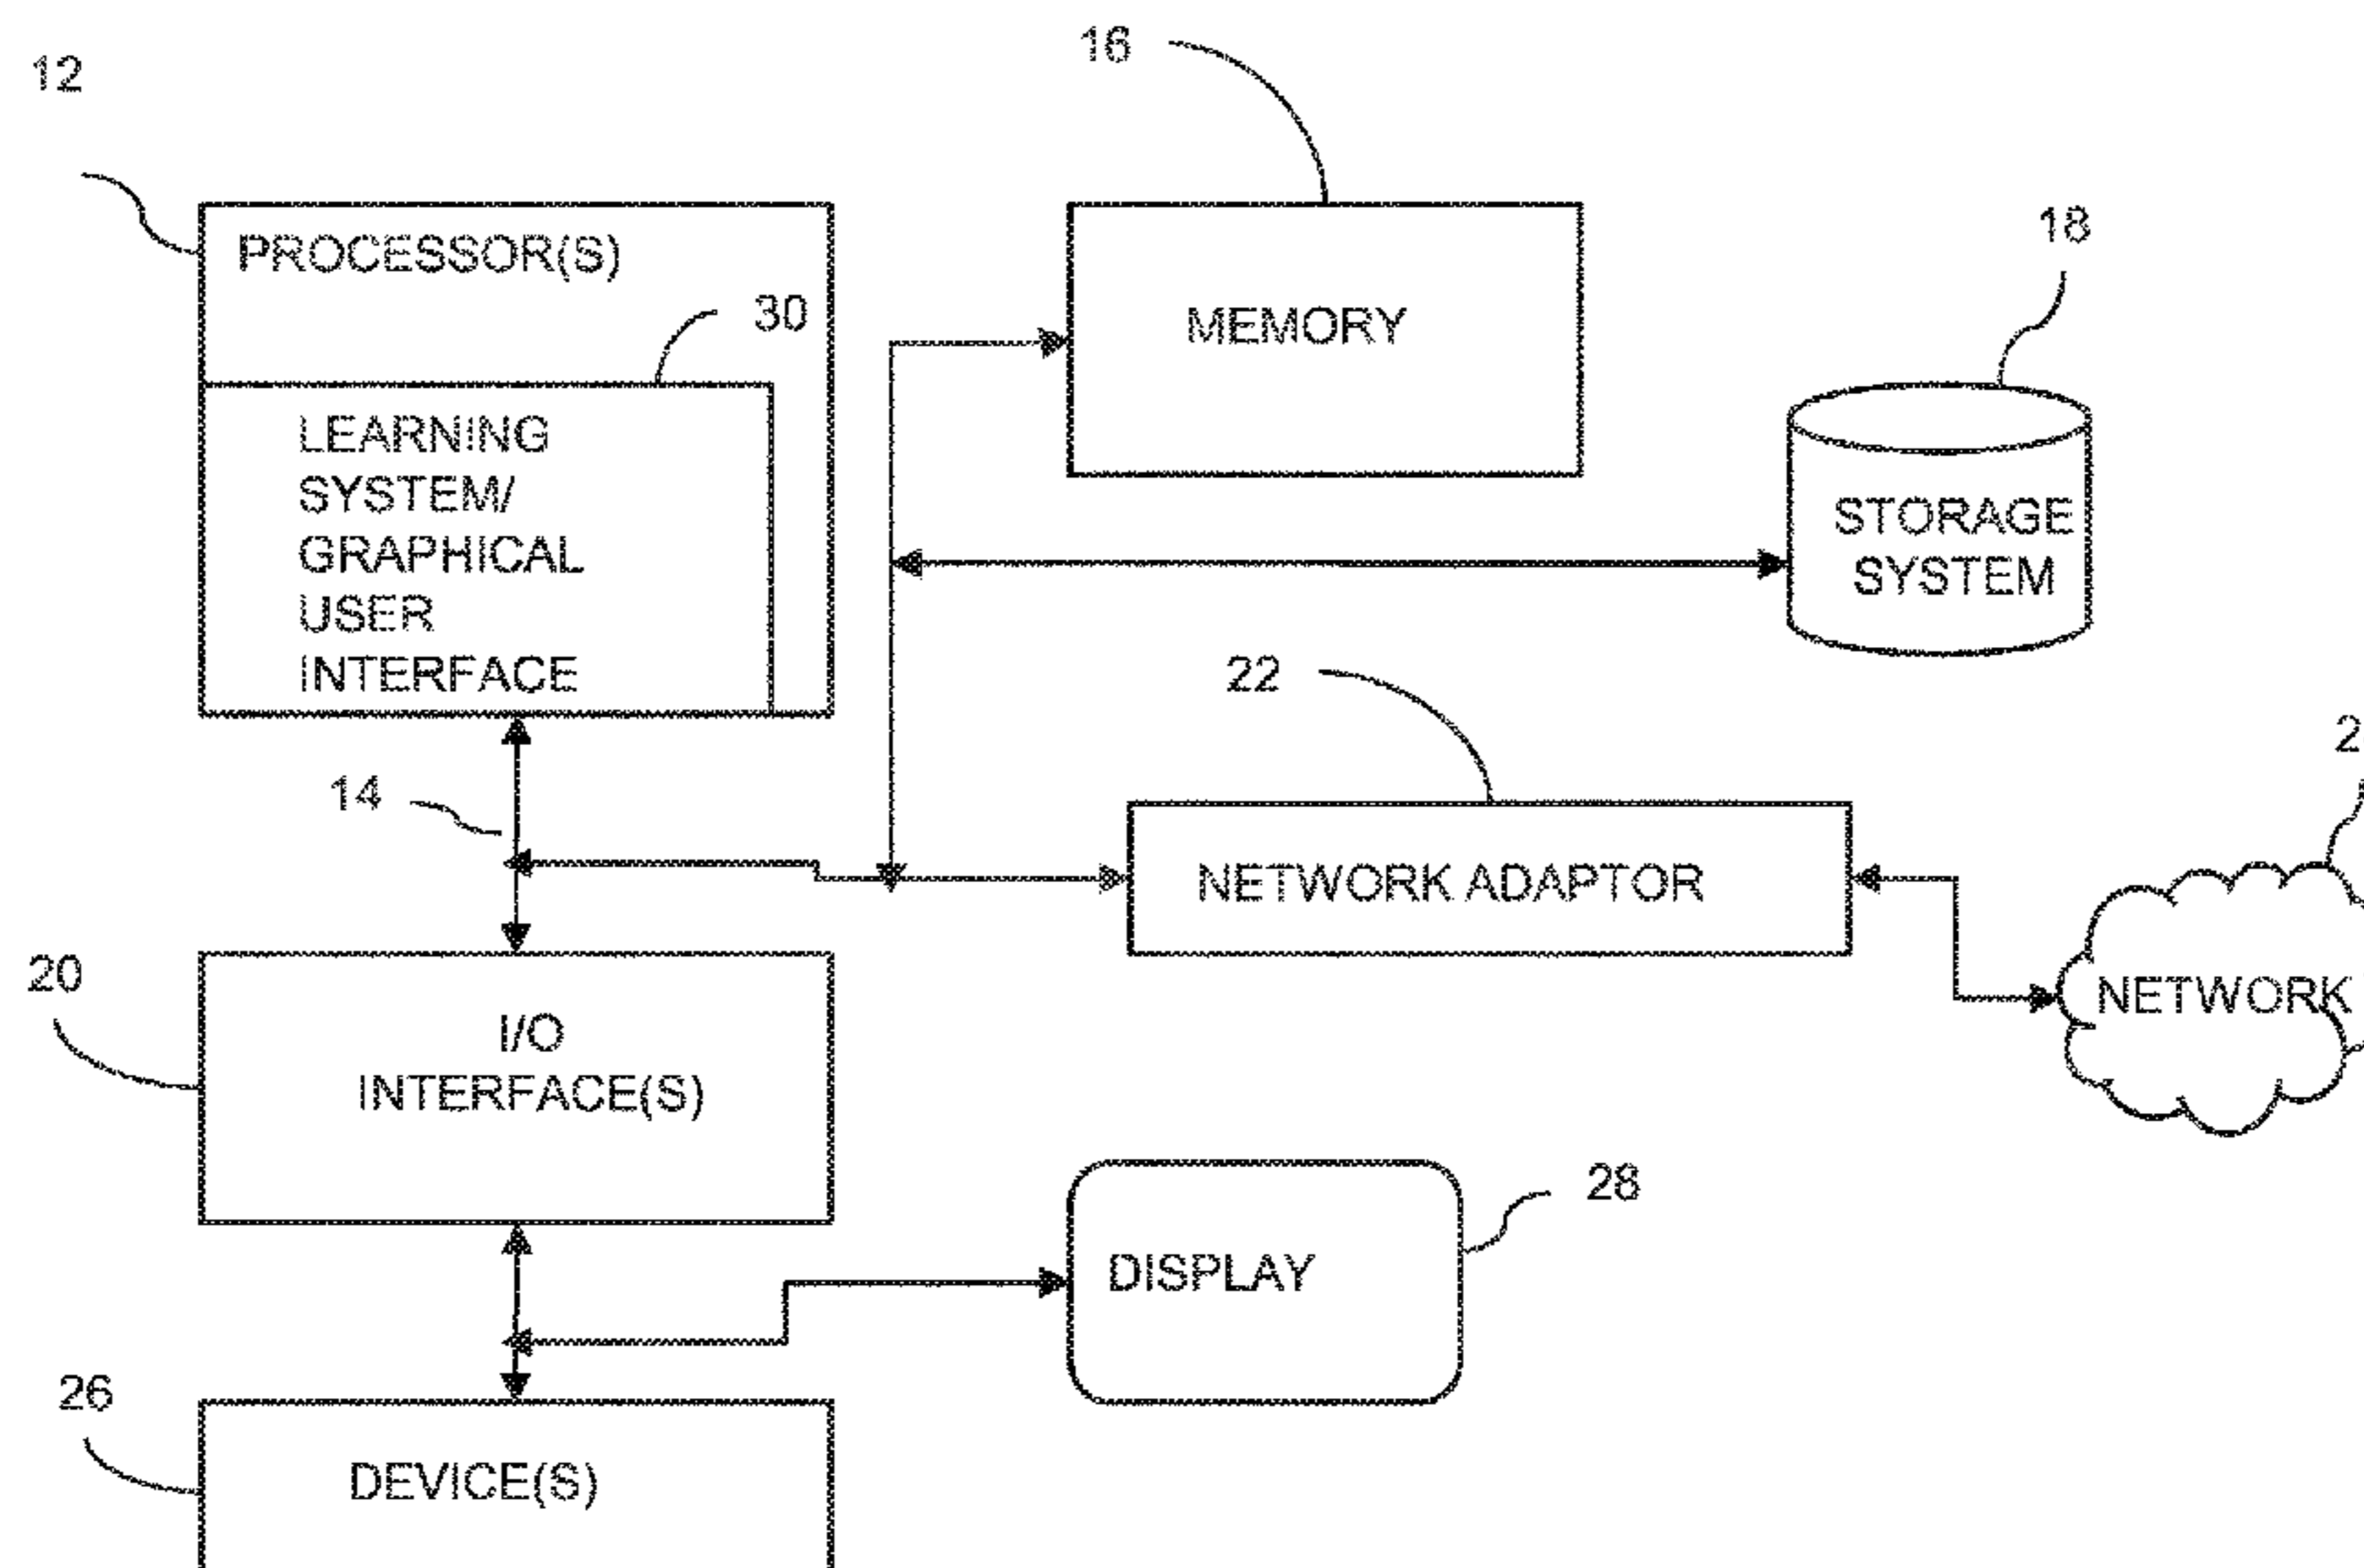 12
16
PROCESSOR(S)
30
MEMORY
18
LEARNING
SYSTEM/
GRAPHICAL
USER
INTERFACE
STORAGE
SYSTEM
22
2
14
NETWORK ADAPTOR
20
NETWORK
I/O
INTERFACE(S)
28
DISPLAY
26
DEVICE(S)